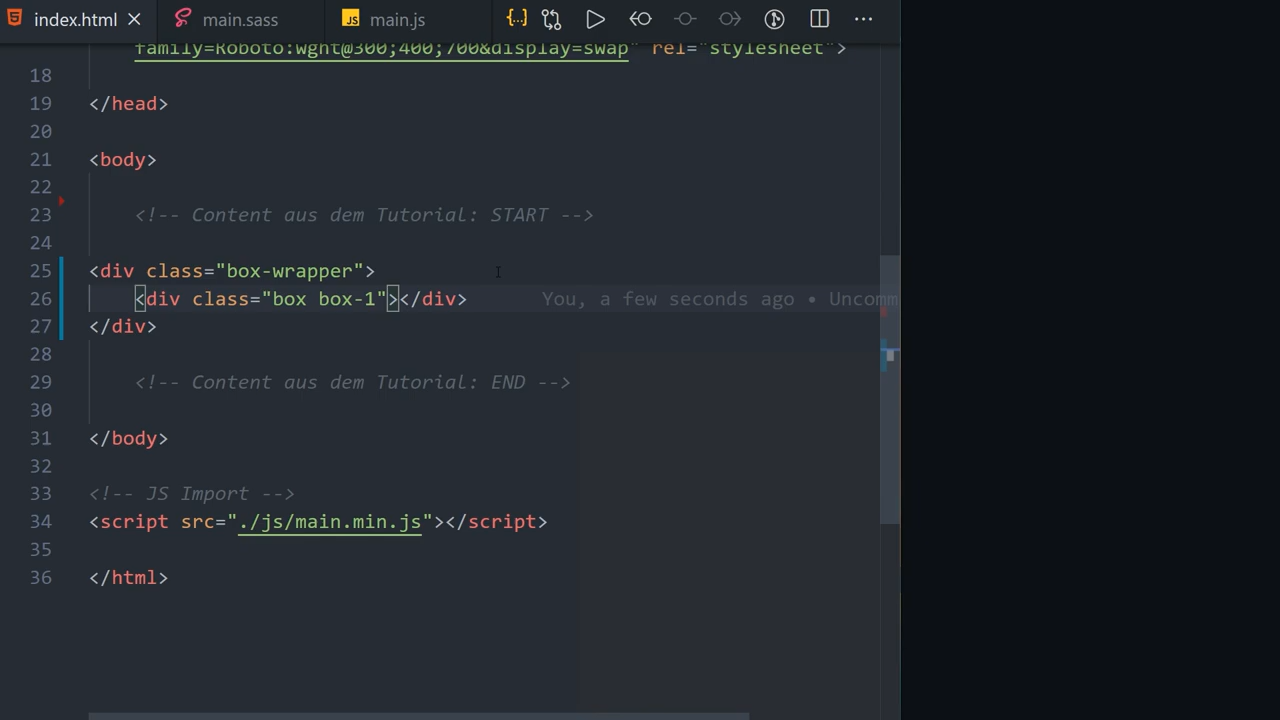 index.html main.sass JS main.js
family=Roboto:wght@300;400;700&display=swap" rel="stylesheet">
18
19 </head>
20
21 <body>
22
23 <!-- Content aus dem Tutorial: START -->
24
25 <div class="box-wrapper">
26 <div class="box box-1"></div> You, a few seconds ago • Uncomm
27 </div>
28
29 <!-- Content aus dem Tutorial: END -->
30
31 </body>
32
33 <!-- JS Import -->
34 <script src="./js/main.min.js"></script>
35
36 </html>